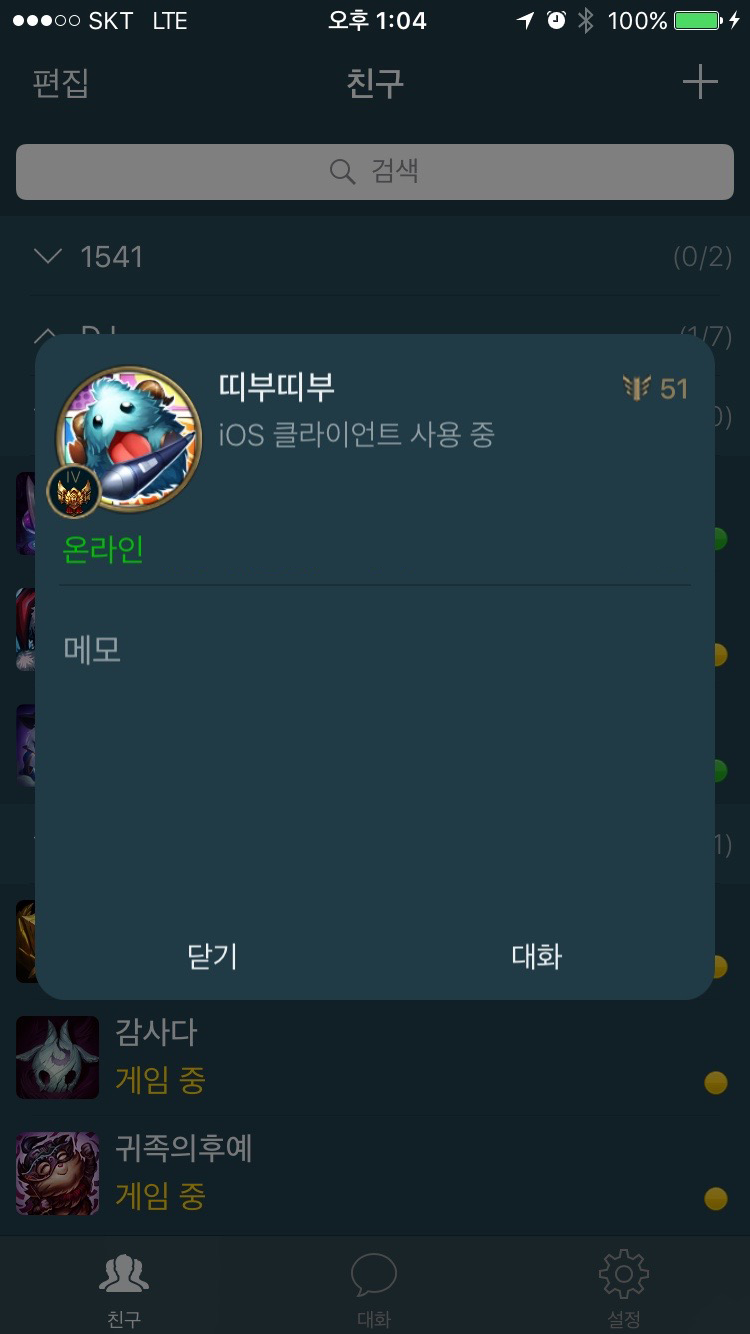 SKT LTE 오후 1:04 100%
편집 친구
검색
1541 (0/2)
(1/7)
띠부띠부 51
iOS 클라이언트 사용 중
IV
온라인
메모
닫기 대화
감사다
게임 중
귀족의후예
게임 중
친구 대화 설정